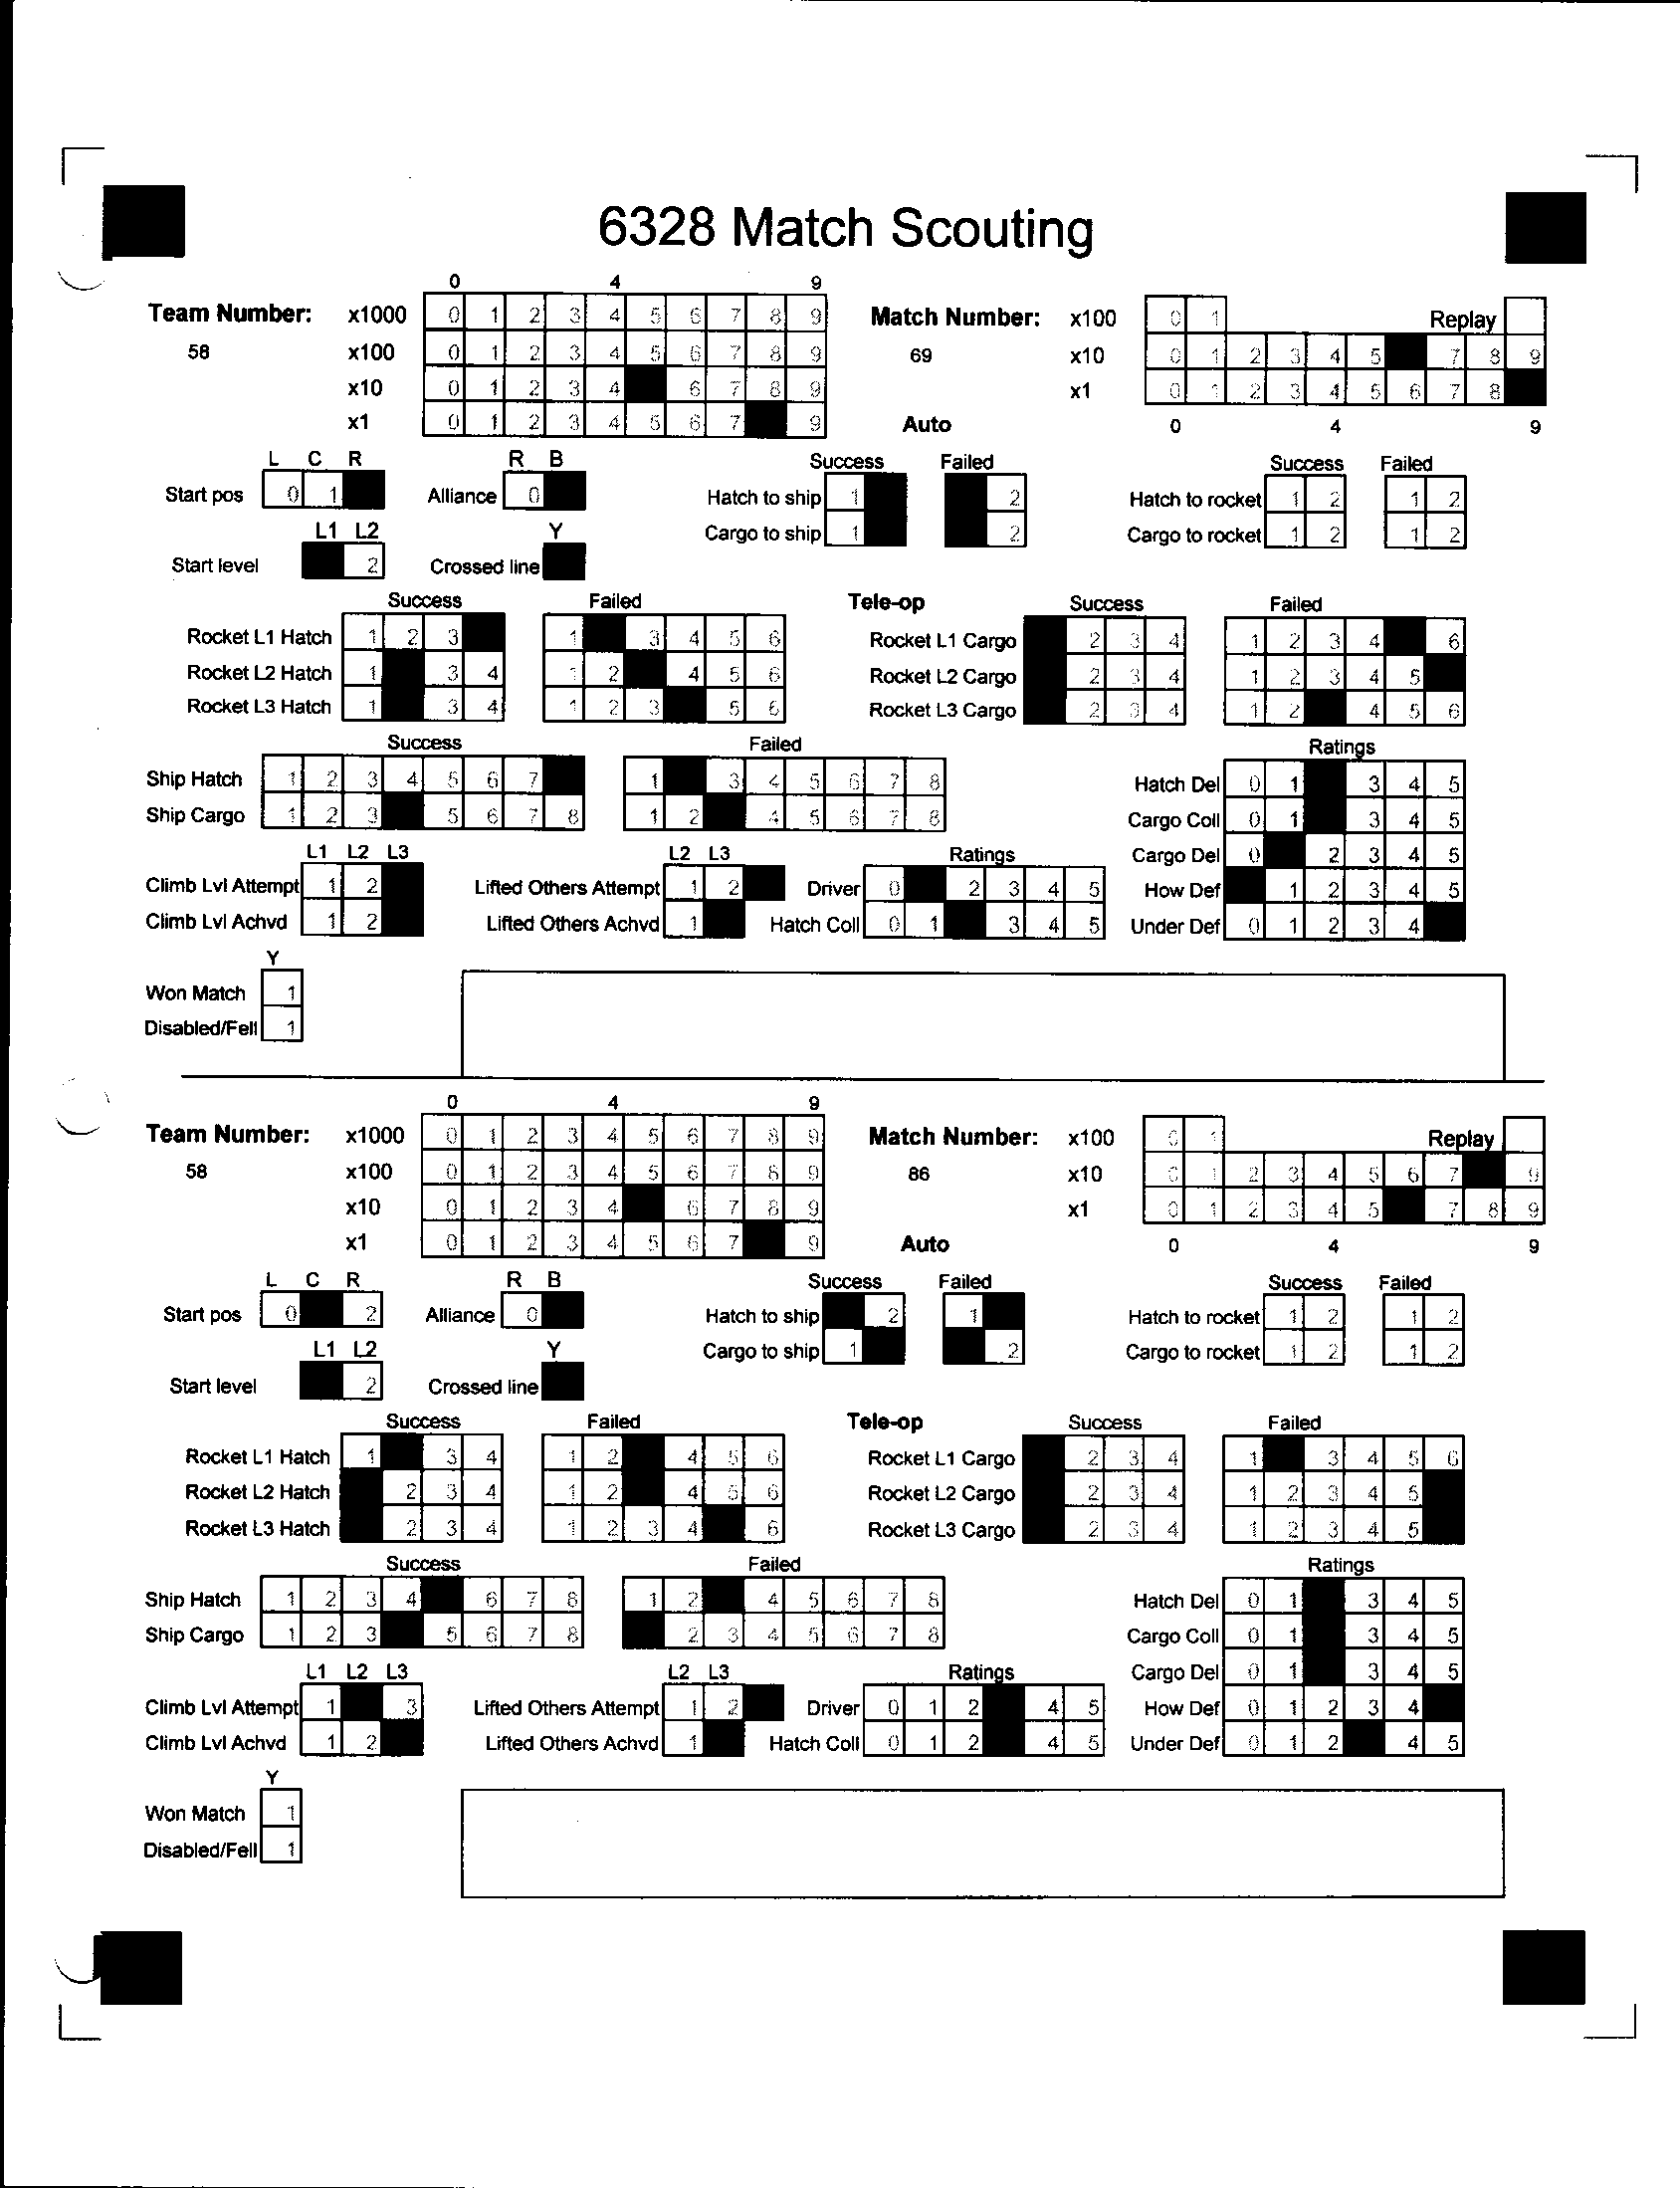 6328 Match Scouting
0 4 9
Team Number: x1000 0 1 2 3 4 5 6 7 8 9 Match Number: x100 0 1 Replay
58 x100 0 1 2 3 4 5 6 7 8 9 69 x10 0 1 2 3 4 5 7 8 9
x10 0 1 2 3 4 6 7 8 9 x1 0 1 2 3 4 5 6 7 8
x1 0 1 2 3 4 5 6 7 9 Auto 0 4 9
L C R R B Success Failed Success Failed
Start pos 0 1 Alliance 0 Hatch to ship 1 2 Hatch to rocket 1 2 1 2
L1 L2 Y Cargo to ship 1 2 Cargo to rocket 1 2 1 2
Start level 2 Crossed line
Success Failed Tele-op Success Failed
Rocket L1 Hatch 1 2 3 1 3 4 5 6 Rocket L1 Cargo 2 3 4 1 2 3 4 6
Rocket L2 Hatch 1 3 4 1 2 4 5 6 Rocket L2 Cargo 2 3 4 1 2 3 4 5
Rocket L3 Hatch 1 3 4 1 2 3 5 6 Rocket L3 Cargo 2 3 4 1 2 4 5 6
Success Failed Ratings
Ship Hatch 1 2 3 4 5 6 7 1 3 4 5 6 7 8 Hatch Del 0 1 3 4 5
Ship Cargo 1 2 3 5 6 7 8 1 2 4 5 6 7 8 Cargo Coll 0 1 3 4 5
L1 L2 L3 L2 L3 Ratings Cargo Del 0 2 3 4 5
Climb Lvl Attempt 1 2 Lifted Others Attempt 1 2 Driver 0 2 3 4 5 How Def 1 2 3 4 5
Climb Lvl Achvd 1 2 Lifted Others Achvd 1 Hatch Coll 0 1 3 4 5 Under Def 0 1 2 3 4
Y
Won Match 1
Disabled/Fell 1
0 4 9
Team Number: x1000 0 1 2 3 4 5 6 7 8 9 Match Number: x100 0 1 Replay
58 x100 0 1 2 3 4 5 6 7 8 9 86 x10 0 1 2 3 4 5 6 7 9
x10 0 1 2 3 4 6 7 8 9 x1 0 1 2 3 4 5 7 8 9
x1 0 1 2 3 4 5 6 7 9 Auto 0 4 9
L C R R B Success Failed Success Failed
Start pos 0 2 Alliance 0 Hatch to ship 2 1 Hatch to rocket 1 2 1 2
L1 L2 Y Cargo to ship 1 2 Cargo to rocket 1 2 1 2
Start level 2 Crossed line
Success Failed Tele-op Success Failed
Rocket L1 Hatch 1 3 4 1 2 4 5 6 Rocket L1 Cargo 2 3 4 1 3 4 5 6
Rocket L2 Hatch 2 3 4 1 2 4 5 6 Rocket L2 Cargo 2 3 4 1 2 3 4 5
Rocket L3 Hatch 2 3 4 1 2 3 4 6 Rocket L3 Cargo 2 3 4 1 2 3 4 5
Success Failed Ratings
Ship Hatch 1 2 3 4 6 7 8 1 2 4 5 6 7 8 Hatch Del 0 1 3 4 5
Ship Cargo 1 2 3 5 6 7 8 2 3 4 5 6 7 8 Cargo Coll 0 1 3 4 5
L1 L2 L3 L2 L3 Ratings Cargo Del 0 1 3 4 5
Climb Lvl Attempt 1 3 Lifted Others Attempt 1 2 Driver 0 1 2 4 5 How Def 0 1 2 3 4
Climb Lvl Achvd 1 2 Lifted Others Achvd 1 Hatch Coll 0 1 2 4 5 Under Def 0 1 2 4 5
Y
Won Match 1
Disabled/Fell 1